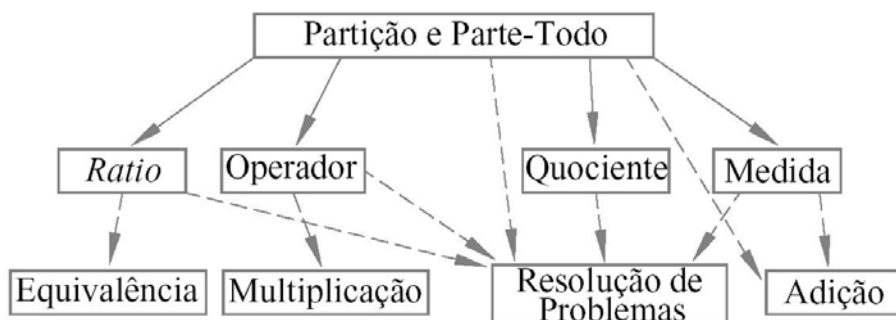 Partição e Parte-Todo
Ratio
Operador
Quociente
Medida
Equivalência
Multiplicação
Resolução de
Problemas
Adição